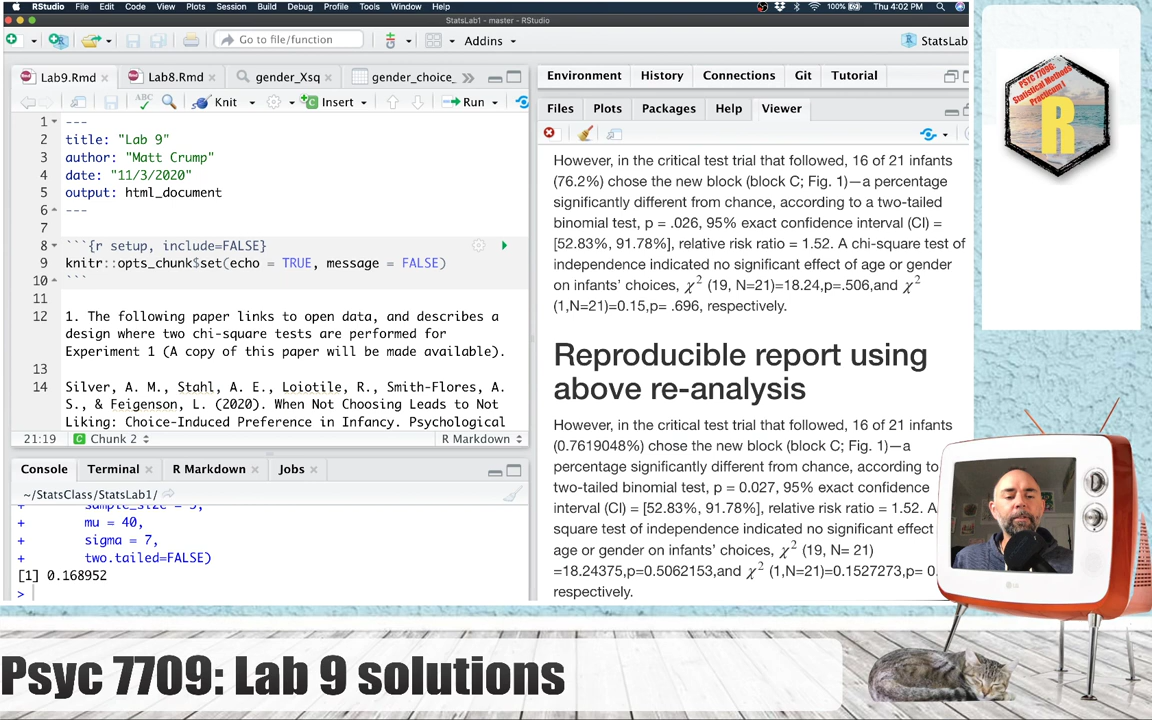 RStudio File Edit Code View Plots Session Build Debug Profile Tools Window Help 100% Thu 4:02 PM
StatsLab1 - master - RStudio
Go to file/function Addins StatsLab
Lab9.Rmd Lab8.Rmd gender_Xsq gender_choice_
Knit Insert Run
1 ---
2 title: "Lab 9"
3 author: "Matt Crump"
4 date: "11/3/2020"
5 output: html_document
6 ---
7
8 ```{r setup, include=FALSE}
9 knitr::opts_chunk$set(echo = TRUE, message = FALSE)
10 ```
11
12 1. The following paper links to open data, and describes a
design where two chi-square tests are performed for
Experiment 1 (A copy of this paper will be made available).
13
14 Silver, A. M., Stahl, A. E., Loiotile, R., Smith-Flores, A.
S., & Feigenson, L. (2020). When Not Choosing Leads to Not
Liking: Choice-Induced Preference in Infancy. Psychological
21:19 Chunk 2 R Markdown
Console Terminal R Markdown Jobs
~/StatsClass/StatsLab1/
+ mu = 40,
+ sigma = 7,
+ two.tailed=FALSE)
[1] 0.168952
>
Environment History Connections Git Tutorial
Files Plots Packages Help Viewer
However, in the critical test trial that followed, 16 of 21 infants
(76.2%) chose the new block (block C; Fig. 1)—a percentage
significantly different from chance, according to a two-tailed
binomial test, p = .026, 95% exact confidence interval (CI) =
[52.83%, 91.78%], relative risk ratio = 1.52. A chi-square test of
independence indicated no significant effect of age or gender
on infants' choices, χ² (19, N=21)=18.24,p=.506,and χ²
(1,N=21)=0.15,p= .696, respectively.
Reproducible report using
above re-analysis
However, in the critical test trial that followed, 16 of 21 infants
(0.7619048%) chose the new block (block C; Fig. 1)—a
percentage significantly different from chance, according to
two-tailed binomial test, p = 0.027, 95% exact confidence
interval (CI) = [52.83%, 91.78%], relative risk ratio = 1.52. A
square test of independence indicated no significant effect
age or gender on infants' choices, χ² (19, N= 21)
=18.24375,p=0.5062153,and χ² (1,N=21)=0.1527273,p= 0.
respectively.
PSYC 7709G:
Statistical Methods
Practicum I
R
LG
Psyc 7709: Lab 9 solutions